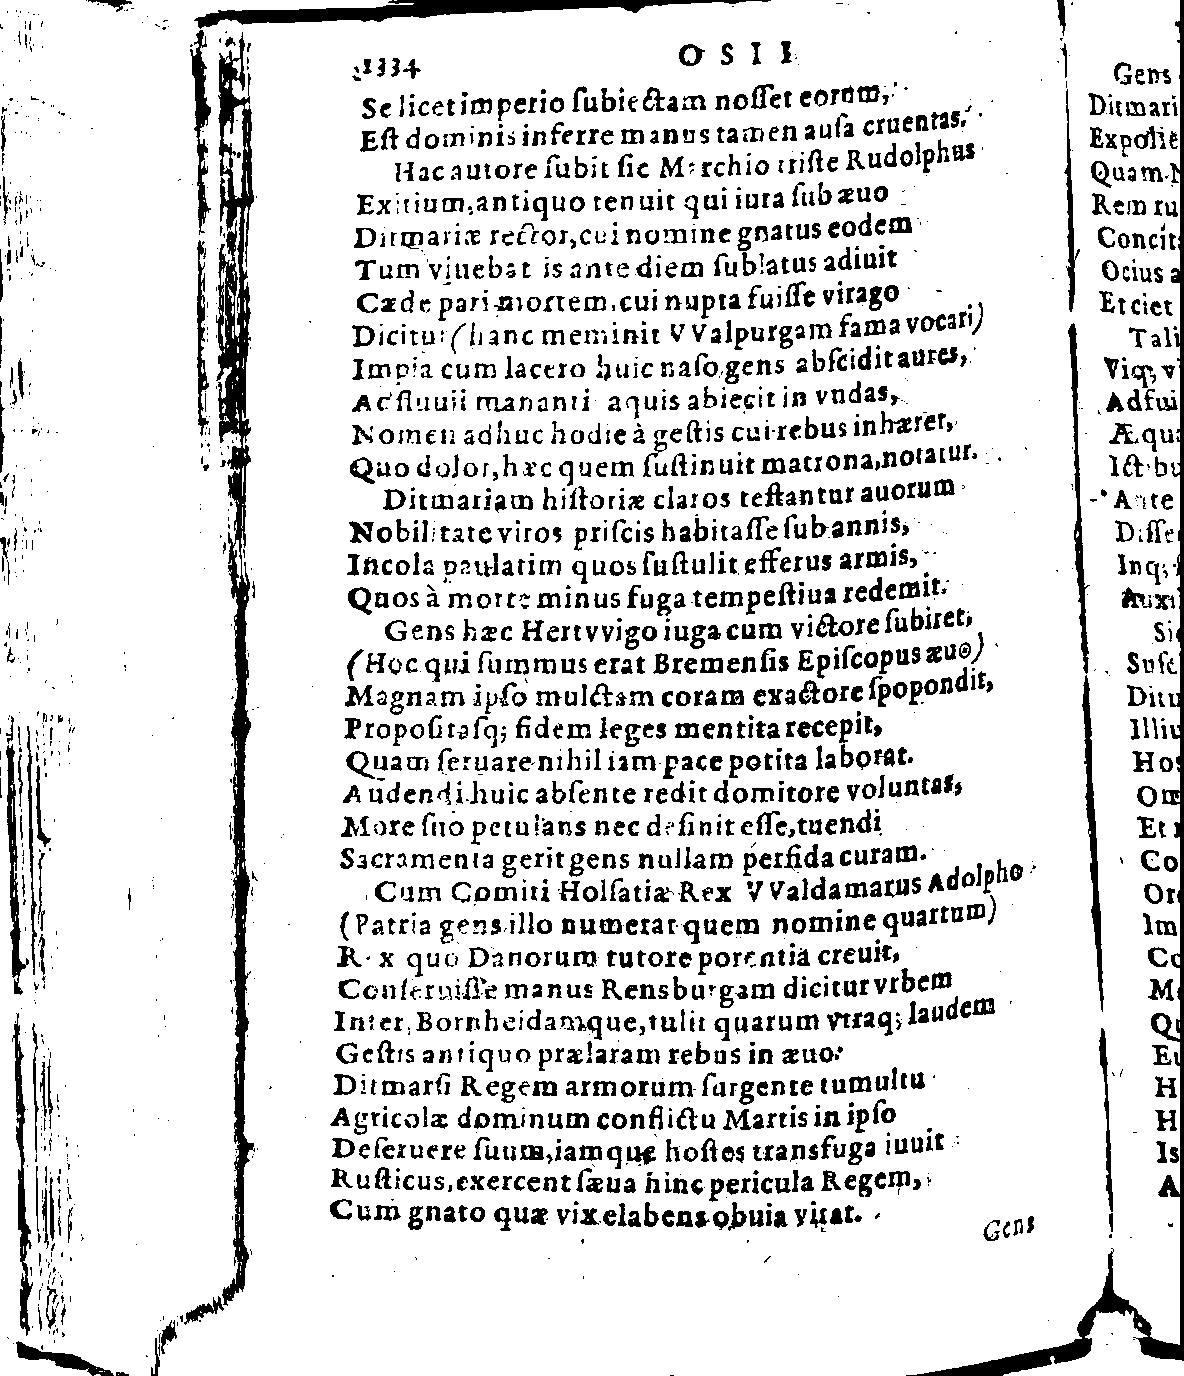 1334 OSII
Se licet imperio ſubiectam noſſet eorum,
Eſt dominis inferre manus tamen auſa cruentas.
Hac autore ſubit ſic Marchio triſte Rudolphus
Exitium, antiquo tenuit qui iura ſub æuo
Ditmariæ rector, cui nomine gnatus eodem
Tum viuebat is ante diem ſublatus adiuit
Cæde pari mortem, cui nupta fuiſſe virago
Dicitur (hanc meminit VValpurgam fama vocari)
Impia cum lacero huic naſo gens abſcidit aures,
Ac fluuii mananti aquis abiecit in vndas,
Nomen adhuc hodie à geſtis cui rebus inhæret,
Quo dolor, hæc quem ſuſtinuit matrona, notatur.
Ditmariam hiſtoriæ claros teſtantur auorum
Nobilitate viros priſcis habitaſſe ſub annis,
Incola paulatim quos ſuſtulit efferus armis,
Quos à morte minus fuga tempeſtiua redemit.
Gens hæc Hertvvigo iuga cum victore ſubiret,
(Hoc qui ſummus erat Bremenſis Epiſcopus æuo)
Magnam ipſo mulctam coram exactore ſpopondit,
Propoſitaſq; fidem leges mentita recepit,
Quam ſeruare nihil iam pace potita laborat.
Audendi huic abſente redit domitore voluntas,
More ſuo petulans nec deſinit eſſe, tuendi
Sacramenta gerit gens nullam perfida curam.
Cum Comiti Holſatiæ Rex VValdamarus Adolpho
(Patria gens illo numerat quem nomine quartum)
Rex quo Danorum tutore potentia creuit,
Conſeruiſſe manus Rensburgam dicitur vrbem
Inter, Bornheidamque, tulit quarum vtraq; laudem
Geſtis antiquo prælaram rebus in æuo.
Ditmarſi Regem armorum ſurgente tumultu
Agricolæ dominum conflictu Martis in ipſo
Deſeruere ſuum, iamque hoſtes transfuga iuuit
Ruſticus, exercent ſæua hinc pericula Regem,
Cum gnato quæ vix elabens obuia vitat.
Gens
Gens
Ditmari
Expolie
Quam
Rem tu
Concit
Ocius a
Et ciet
Tali
Viq; v
Adfui
Æqua
Ict bu
Ante
Diſſe
Inq;
Auxil
Si
Suſc
Ditu
Illiu
Hos
Om
Et
Co
Or
Im
Co
M
Qu
Eu
H
H
Is
A